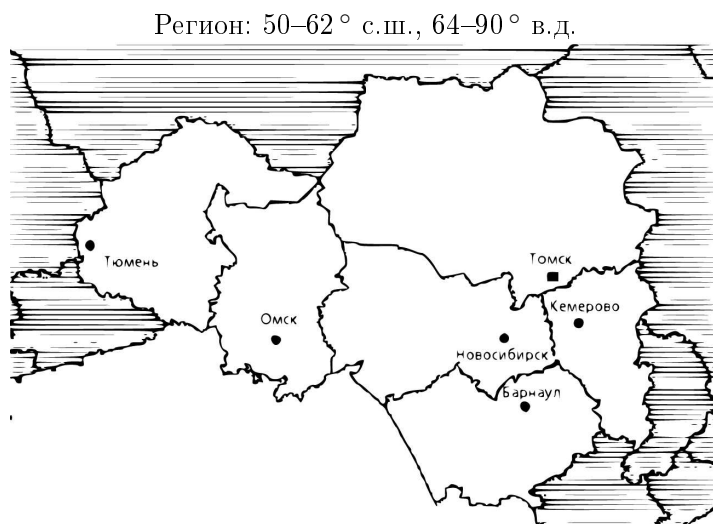 Регион: 50–62° с.ш., 64–90° в.д.
Томск
Тюмень
Кемерово
Омск
Новосибирск
Барнаул